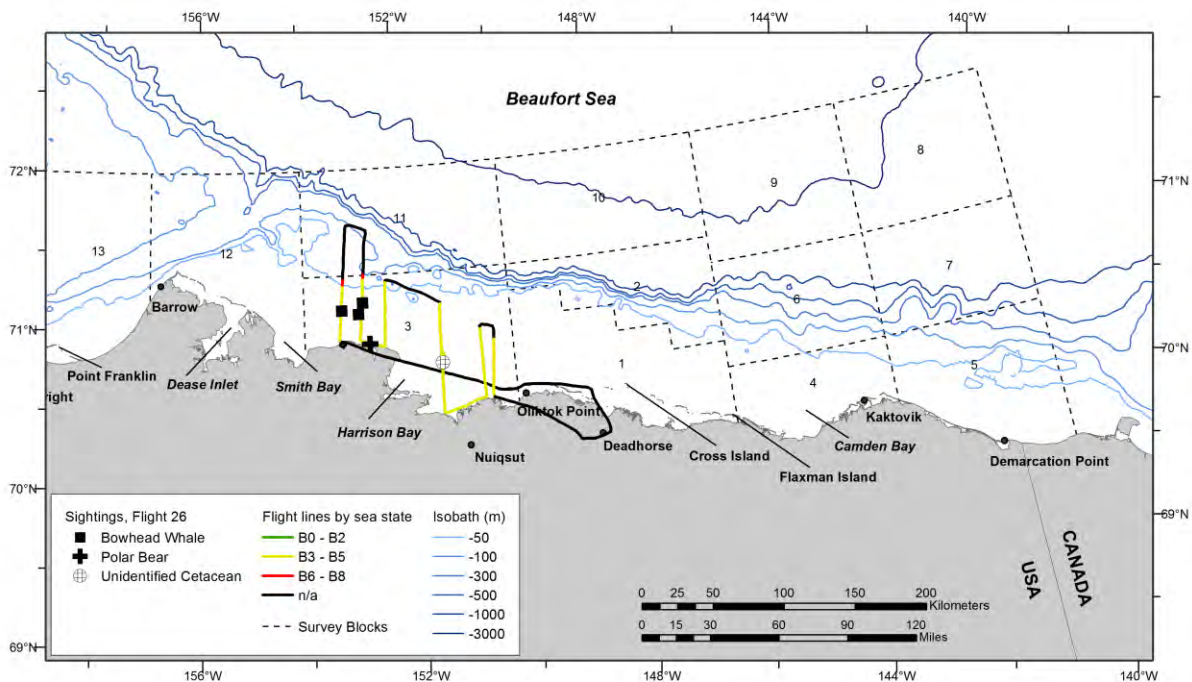 156°W 152°W 148°W 144°W 140°W
Beaufort Sea
8
9
72°N
71°N
10
11
13
12
7
2
6
Barrow
71°N
3
70°N
Point Franklin
1
5
Dease Inlet
Smith Bay
4
right
Oliktok Point
Kaktovik
Harrison Bay
Deadhorse
Camden Bay
Nuiqsut
Cross Island
Demarcation Point
Flaxman Island
70°N
69°N
Sightings, Flight 26
Bowhead Whale
Polar Bear
Unidentified Cetacean
Flight lines by sea state
B0 - B2
B3 - B5
B6 - B8
n/a
Survey Blocks
Isobath (m)
-50
-100
-300
-500
-1000
-3000
USA
CANADA
0 25 50 100 150 200
Kilometers
0 15 30 60 90 120
Miles
69°N
156°W 152°W 148°W 144°W 140°W